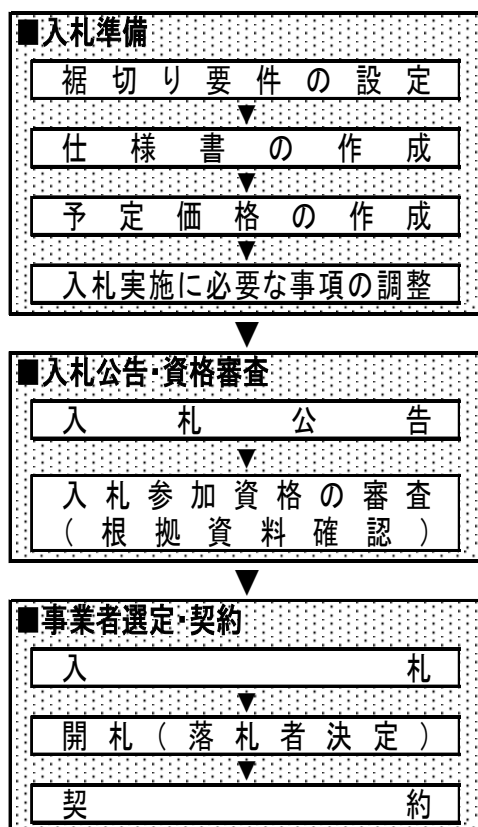 ■入札準備
裾切り要件の設定
▼
仕様書の作成
▼
予定価格の作成
▼
入札実施に必要な事項の調整
▼
■入札公告・資格審査
入札公告
▼
入札参加資格の審査
(根拠資料確認)
▼
■事業者選定・契約
入札
▼
開札(落札者決定)
▼
契約